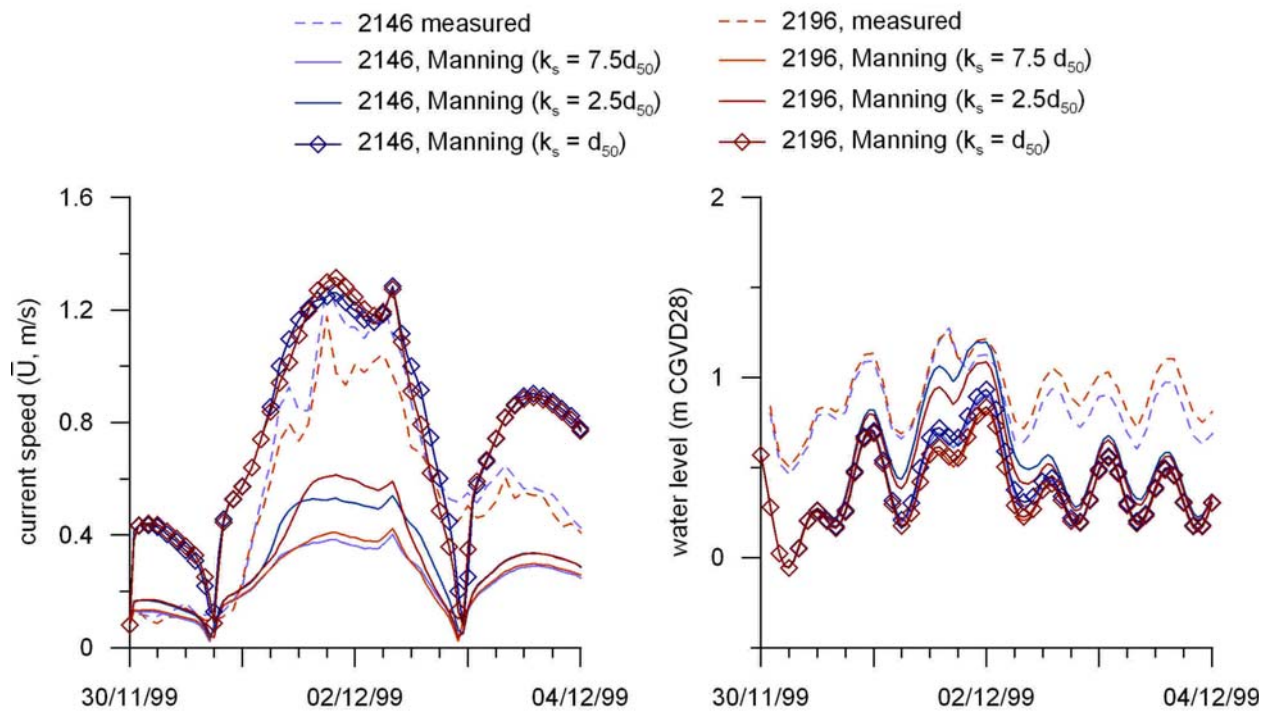 2146 measured
2146, Manning (kₛ = 7.5d₅₀)
2146, Manning (kₛ = 2.5d₅₀)
2146, Manning (kₛ = d₅₀)
2196, measured
2196, Manning (kₛ = 7.5 d₅₀)
2196, Manning (kₛ = 2.5d₅₀)
2196, Manning (kₛ = d₅₀)
current speed (U̅, m/s)
1.6
1.2
0.8
0.4
0
30/11/99 02/12/99 04/12/99
water level (m CGVD28)
2
1
0
30/11/99 02/12/99 04/12/99